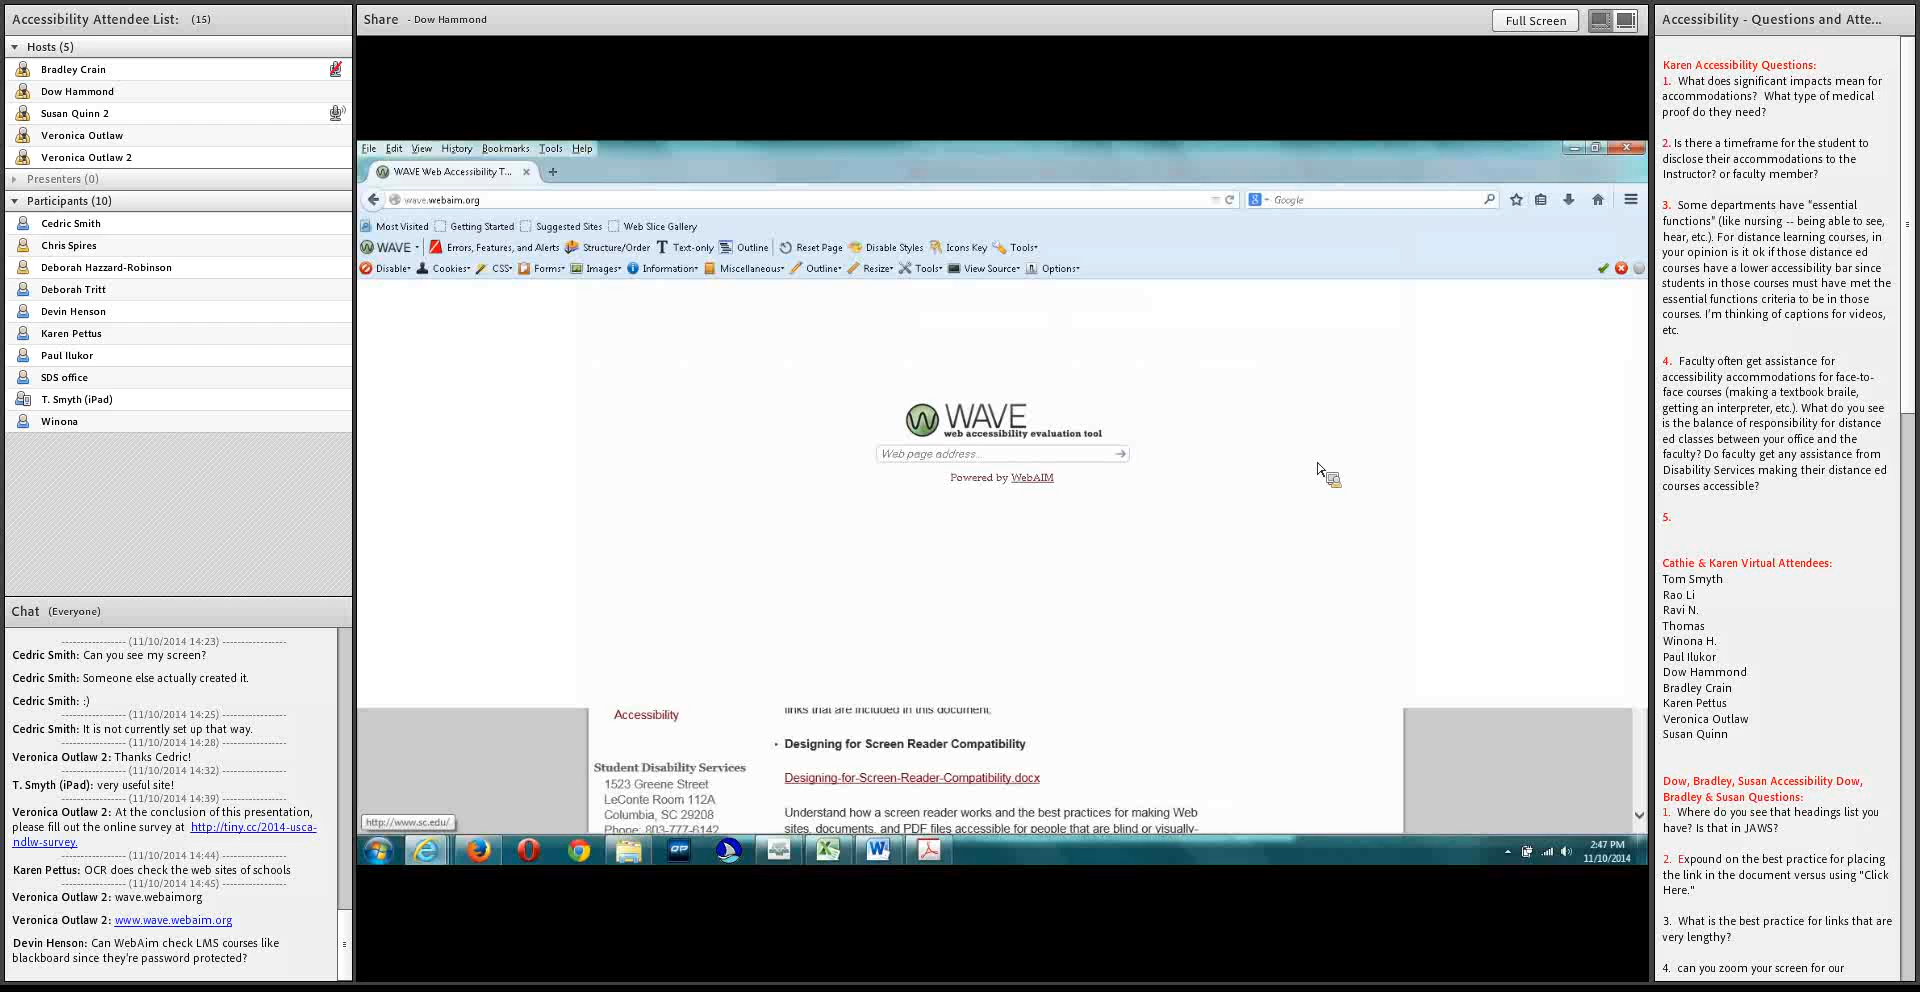 Accessibility Attendee List: (15)
Hosts (5)
Bradley Crain
Dow Hammond
Susan Quinn 2
Veronica Outlaw
Veronica Outlaw 2
Presenters (0)
Participants (10)
Cedric Smith
Chris Spires
Deborah Hazzard-Robinson
Deborah Tritt
Devin Henson
Karen Pettus
Paul Ilukor
SDS office
T. Smyth (iPad)
Winona
Chat (Everyone)
----------------- (11/10/2014 14:23) -----------------
Cedric Smith: Can you see my screen?
Cedric Smith: Someone else actually created it.
Cedric Smith: :)
----------------- (11/10/2014 14:25) -----------------
Cedric Smith: It is not currently set up that way.
----------------- (11/10/2014 14:28) -----------------
Veronica Outlaw 2: Thanks Cedric!
----------------- (11/10/2014 14:32) -----------------
T. Smyth (iPad): very useful site!
----------------- (11/10/2014 14:39) -----------------
Veronica Outlaw 2: At the conclusion of this presentation,
please fill out the online survey at http://tiny.cc/2014-usca-
ndlw-survey.
----------------- (11/10/2014 14:44) -----------------
Karen Pettus: OCR does check the web sites of schools
----------------- (11/10/2014 14:45) -----------------
Veronica Outlaw 2: wave.webaimorg
Veronica Outlaw 2: www.wave.webaim.org
Devin Henson: Can WebAim check LMS courses like
blackboard since they're password protected?
Share - Dow Hammond
Full Screen
File Edit View History Bookmarks Tools Help
WAVE Web Accessibility T...
wave.webaim.org
Google
Most Visited Getting Started Suggested Sites Web Slice Gallery
WAVE Errors, Features, and Alerts Structure/Order Text-only Outline Reset Page Disable Styles Icons Key Tools
Disable Cookies CSS Forms Images Information Miscellaneous Outline Resize Tools View Source Options
WAVE
web accessibility evaluation tool
Web page address...
Powered by WebAIM
Accessibility
links that are included in this document.
Designing for Screen Reader Compatibility
Designing-for-Screen-Reader-Compatibility.docx
Understand how a screen reader works and the best practices for making Web
sites, documents, and PDF files accessible for people that are blind or visually-
Student Disability Services
1523 Greene Street
LeConte Room 112A
Columbia, SC 29208
Phone: 803-777-6142
http://www.sc.edu/
2:47 PM
11/10/2014
Accessibility - Questions and Atte...
Karen Accessibility Questions:
1. What does significant impacts mean for
accommodations? What type of medical
proof do they need?
2. Is there a timeframe for the student to
disclose their accommodations to the
Instructor? or faculty member?
3. Some departments have "essential
functions" (like nursing -- being able to see,
hear, etc.). For distance learning courses, in
your opinion is it ok if those distance ed
courses have a lower accessibility bar since
students in those courses must have met the
essential functions criteria to be in those
courses. I'm thinking of captions for videos,
etc.
4. Faculty often get assistance for
accessibility accommodations for face-to-
face courses (making a textbook braile,
getting an interpreter, etc.). What do you see
is the balance of responsibility for distance
ed classes between your office and the
faculty? Do faculty get any assistance from
Disability Services making their distance ed
courses accessible?
5.
Cathie & Karen Virtual Attendees:
Tom Smyth
Rao Li
Ravi N.
Thomas
Winona H.
Paul Ilukor
Dow Hammond
Bradley Crain
Karen Pettus
Veronica Outlaw
Susan Quinn
Dow, Bradley, Susan Accessibility Dow,
Bradley & Susan Questions:
1. Where do you see that headings list you
have? Is that in JAWS?
2. Expound on the best practice for placing
the link in the document versus using "Click
Here."
3. What is the best practice for links that are
very lengthy?
4. can you zoom your screen for our